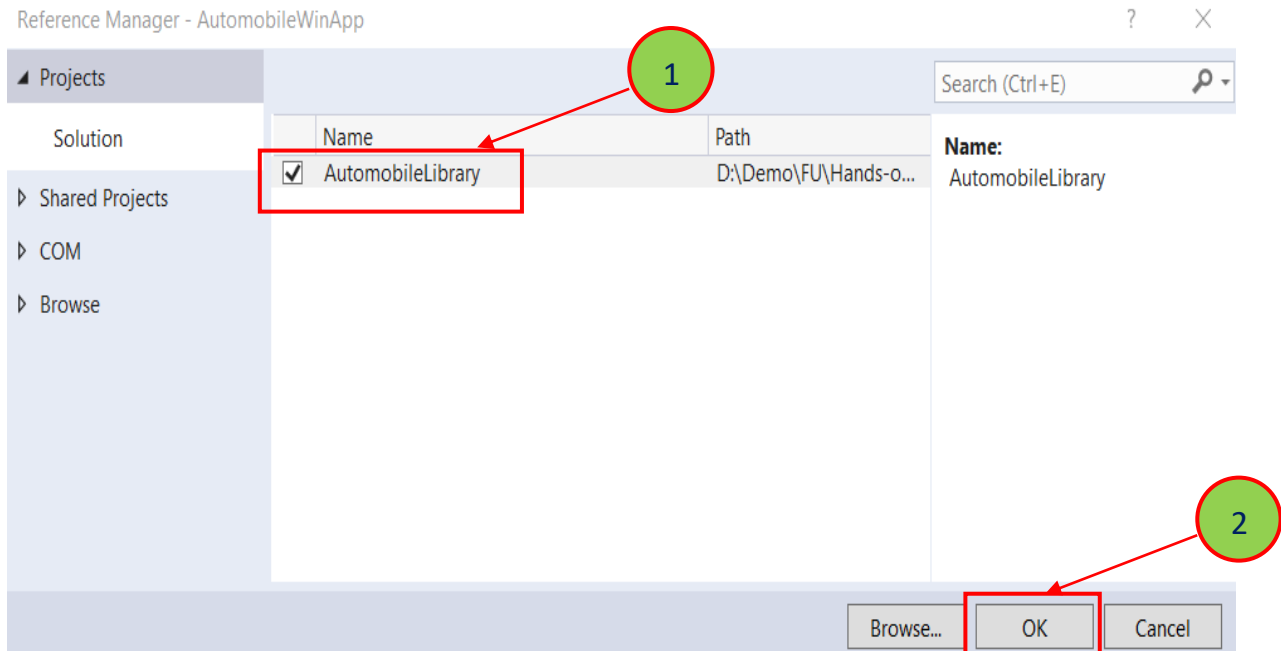 Reference Manager - AutomobileWinApp ?
Projects
1
Search (Ctrl+E)
Solution
Name Path
Name:
AutomobileLibrary D:\Demo\FU\Hands-o...
AutomobileLibrary
Shared Projects
COM
Browse
2
Browse... OK Cancel